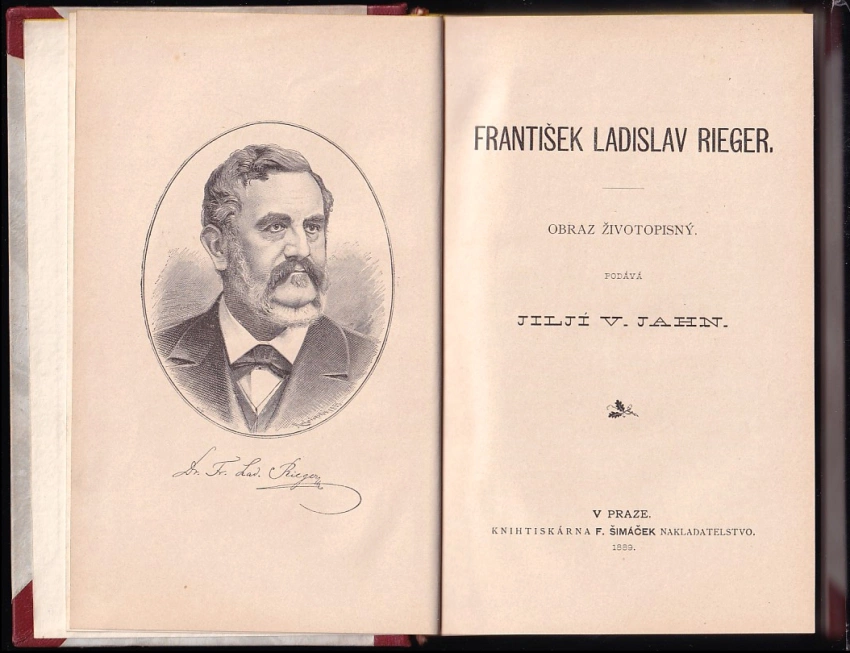 Dr. Fr. Lad. Rieger
FRANTIŠEK LADISLAV RIEGER.
OBRAZ ŽIVOTOPISNÝ.
PODÁVÁ
JILJÍ V. JAHN.
V PRAZE.
KNIHTISKÁRNA F. ŠIMÁČEK NAKLADATELSTVO.
1889.